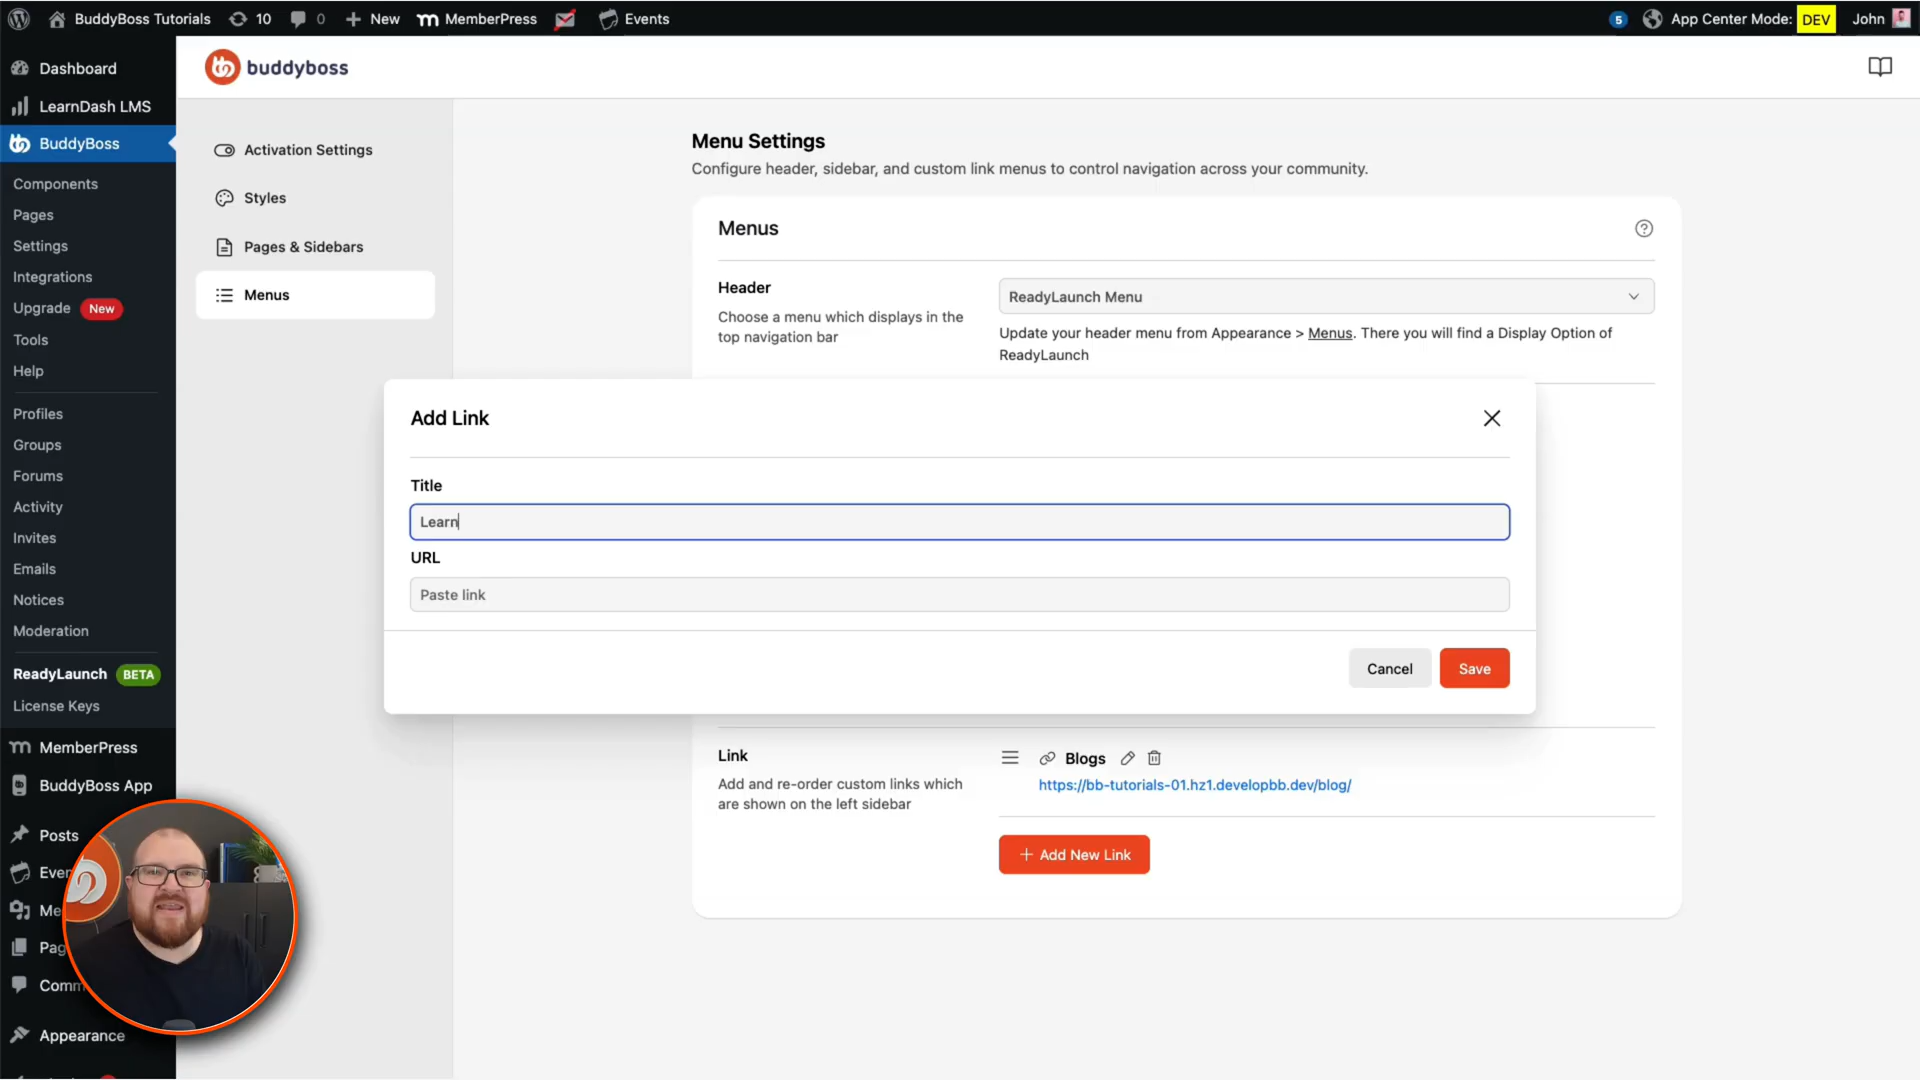 BuddyBoss Tutorials 10 0 New MemberPress Events 5 App Center Mode: DEV John
Dashboard
LearnDash LMS
BuddyBoss
Components
Pages
Settings
Integrations
Upgrade New
Tools
Help
Profiles
Groups
Forums
Activity
Invites
Emails
Notices
Moderation
ReadyLaunch BETA
License Keys
MemberPress
BuddyBoss App
Posts
Even
Me
Pag
Comm
Appearance
buddyboss
Activation Settings
Styles
Pages & Sidebars
Menus
Menu Settings
Configure header, sidebar, and custom link menus to control navigation across your community.
Menus
Header
Choose a menu which displays in the
top navigation bar
ReadyLaunch Menu
Update your header menu from Appearance > Menus. There you will find a Display Option of
ReadyLaunch
Add Link
Title
Learn
URL
Paste link
Cancel Save
Link
Add and re-order custom links which
are shown on the left sidebar
Blogs
https://bb-tutorials-01.hz1.developbb.dev/blog/
Add New Link